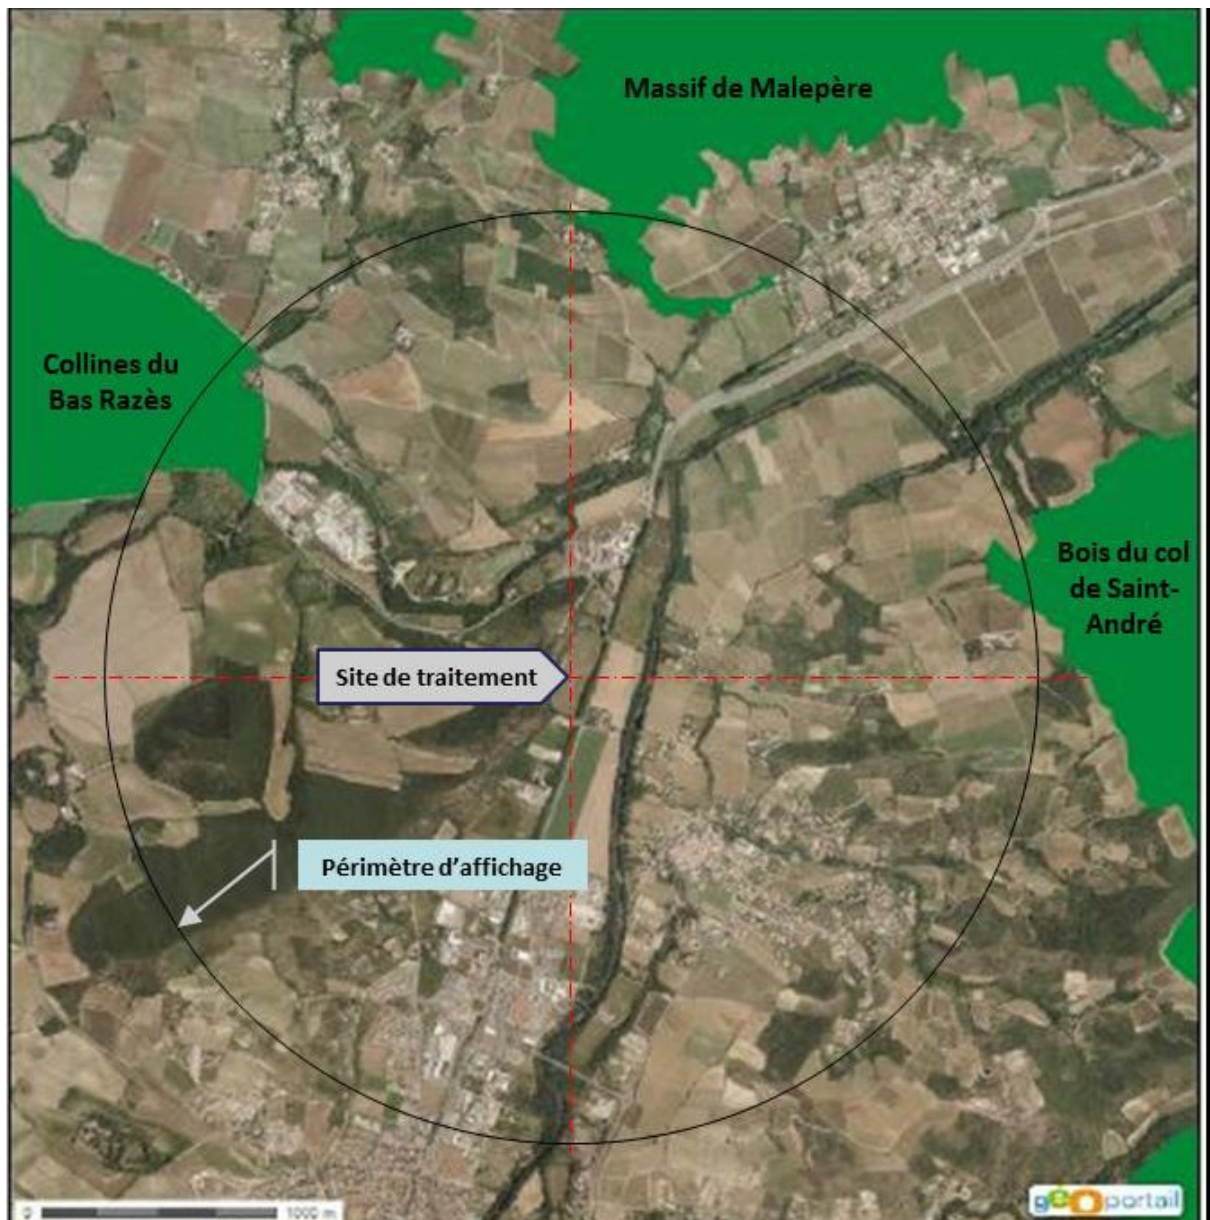 Massif de Malepère
Collines du
Bas Razès
Bois du col
de Saint-
André
Site de traitement
Périmètre d'affichage
0 1000 m
géoportail